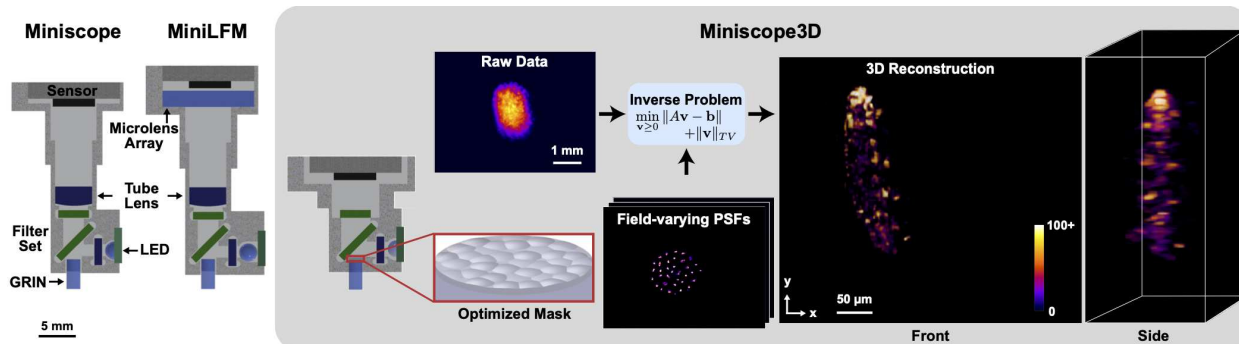 Miniscope
MiniLFM
Miniscope3D
Sensor
Microlens
Array
Tube
Lens
Filter
Set
LED
GRIN
5 mm
Raw Data
1 mm
Inverse Problem
min ‖Av − b‖
v≥0
+‖v‖TV
Field-varying PSFs
Optimized Mask
3D Reconstruction
100+
0
y
x
50 μm
Front
Side